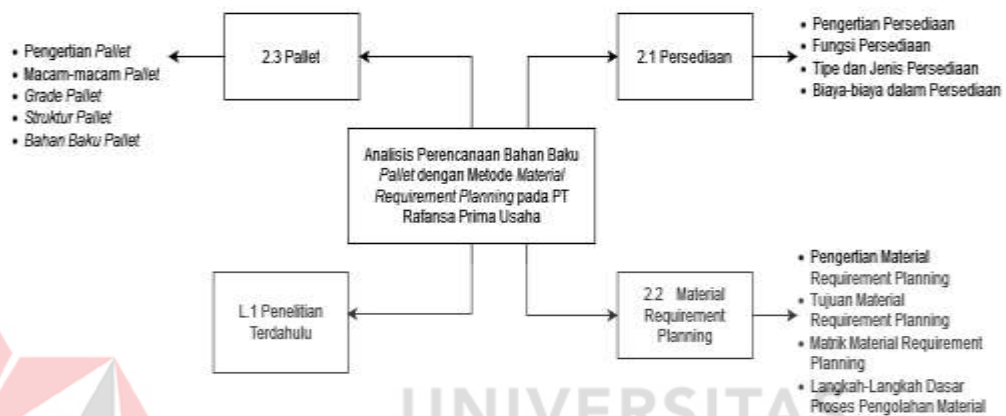 • Pengertian Pallet
• Macam-macam Pallet
• Grade Pallet
• Struktur Pallet
• Bahan Baku Pallet
2.3 Pallet
2.1 Persediaan
• Pengertian Persediaan
• Fungsi Persediaan
• Tipe dan Jenis Persediaan
• Biaya-biaya dalam Persediaan
Analisis Perencanaan Bahan Baku
Pallet dengan Metode Material
Requirement Planning pada PT
Rafansa Prima Usaha
L.1 Penelitian
Terdahulu
2.2 Material
Requirement
Planning
• Pengertian Material
Requirement Planning
• Tujuan Material
Requirement Planning
• Matrik Material Requirement
Planning
• Langkah-Langkah Dasar
Proses Pengolahan Material
UNIVERSITA